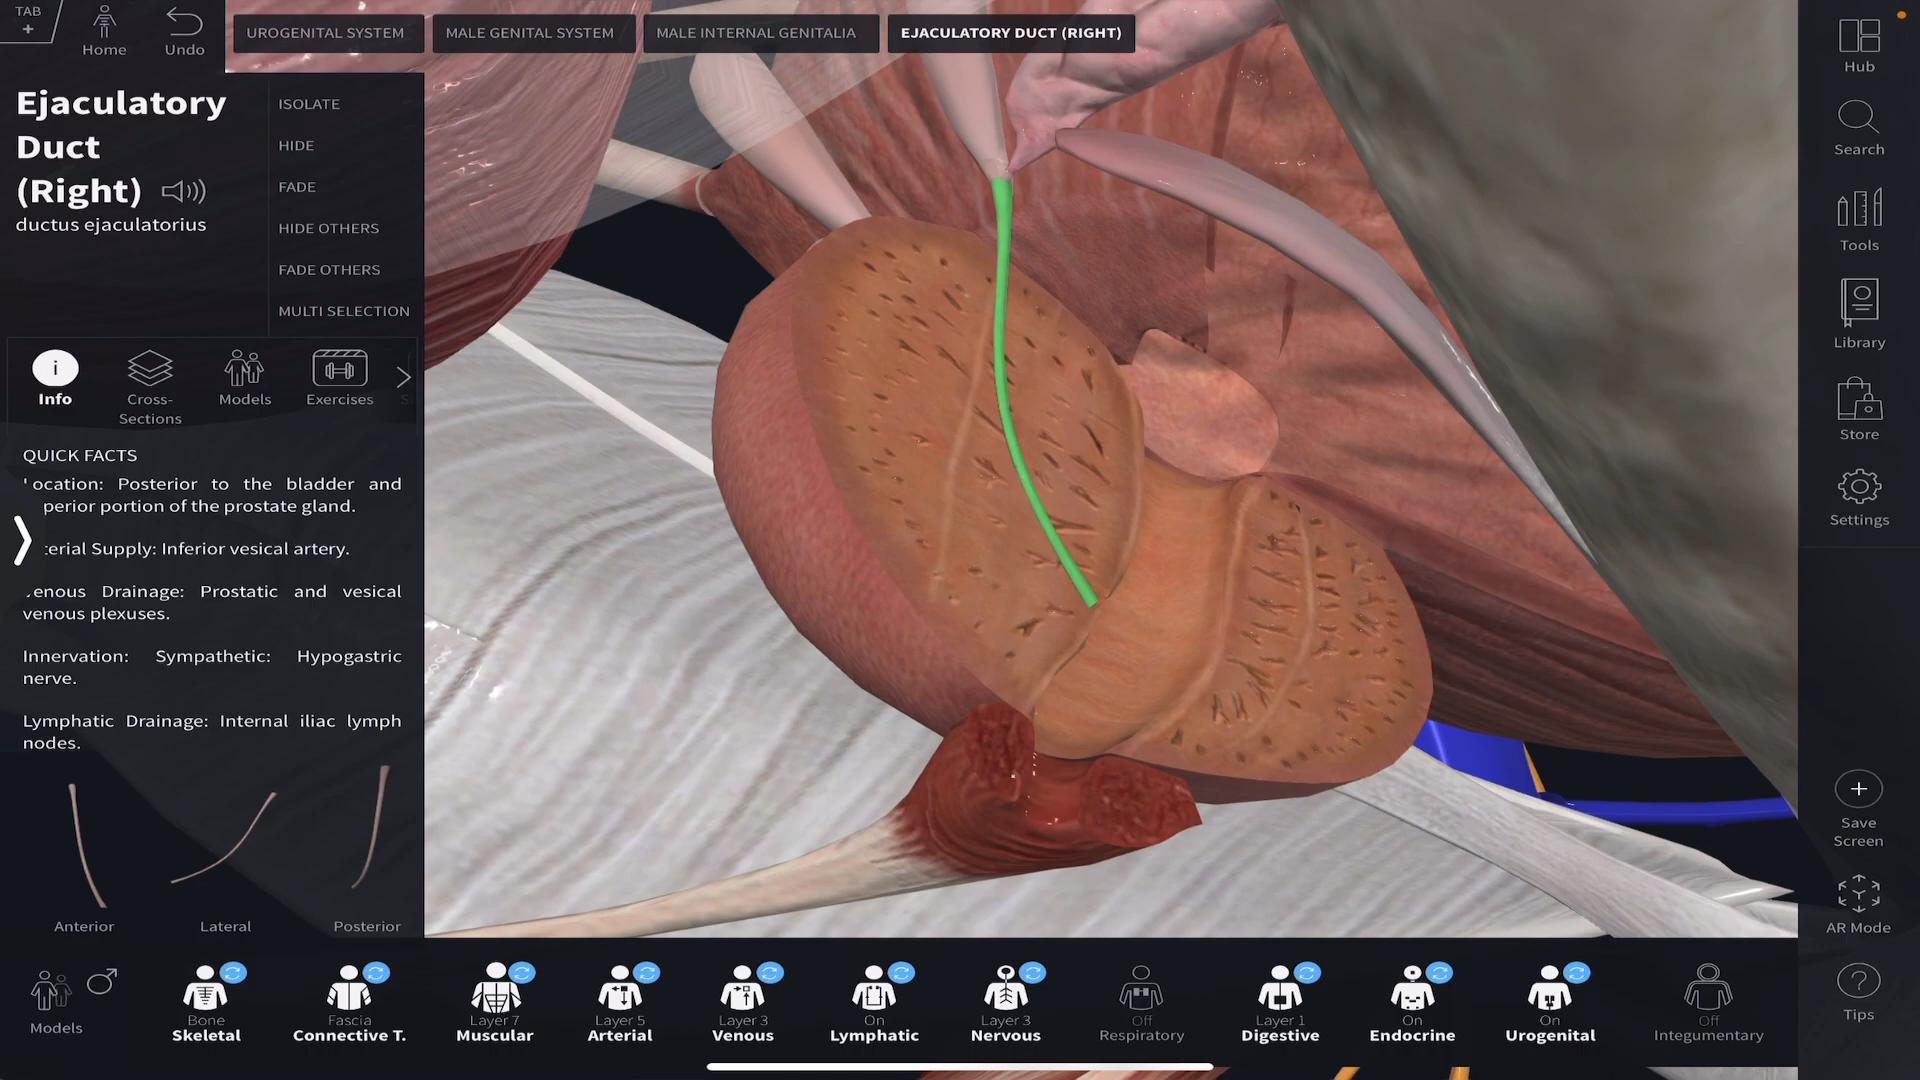 TAB
+
Home
Undo
UROGENITAL SYSTEM
MALE GENITAL SYSTEM
MALE INTERNAL GENITALIA
EJACULATORY DUCT (RIGHT)
Ejaculatory
Duct
(Right)
ductus ejaculatorius
ISOLATE
HIDE
FADE
HIDE OTHERS
FADE OTHERS
MULTI SELECTION
Info
Cross-
Sections
Models
Exercises
QUICK FACTS
ocation: Posterior to the bladder and
perior portion of the prostate gland.
erial Supply: Inferior vesical artery.
enous Drainage: Prostatic and vesical
venous plexuses.
Innervation: Sympathetic: Hypogastric
nerve.
Lymphatic Drainage: Internal iliac lymph
nodes.
Anterior
Lateral
Posterior
Hub
Search
Tools
Library
Store
Settings
Save
Screen
AR Mode
Tips
Models
Bone
Skeletal
Fascia
Connective T.
Layer 7
Muscular
Layer 5
Arterial
Layer 3
Venous
On
Lymphatic
Layer 3
Nervous
Off
Respiratory
Layer 1
Digestive
On
Endocrine
On
Urogenital
Off
Integumentary